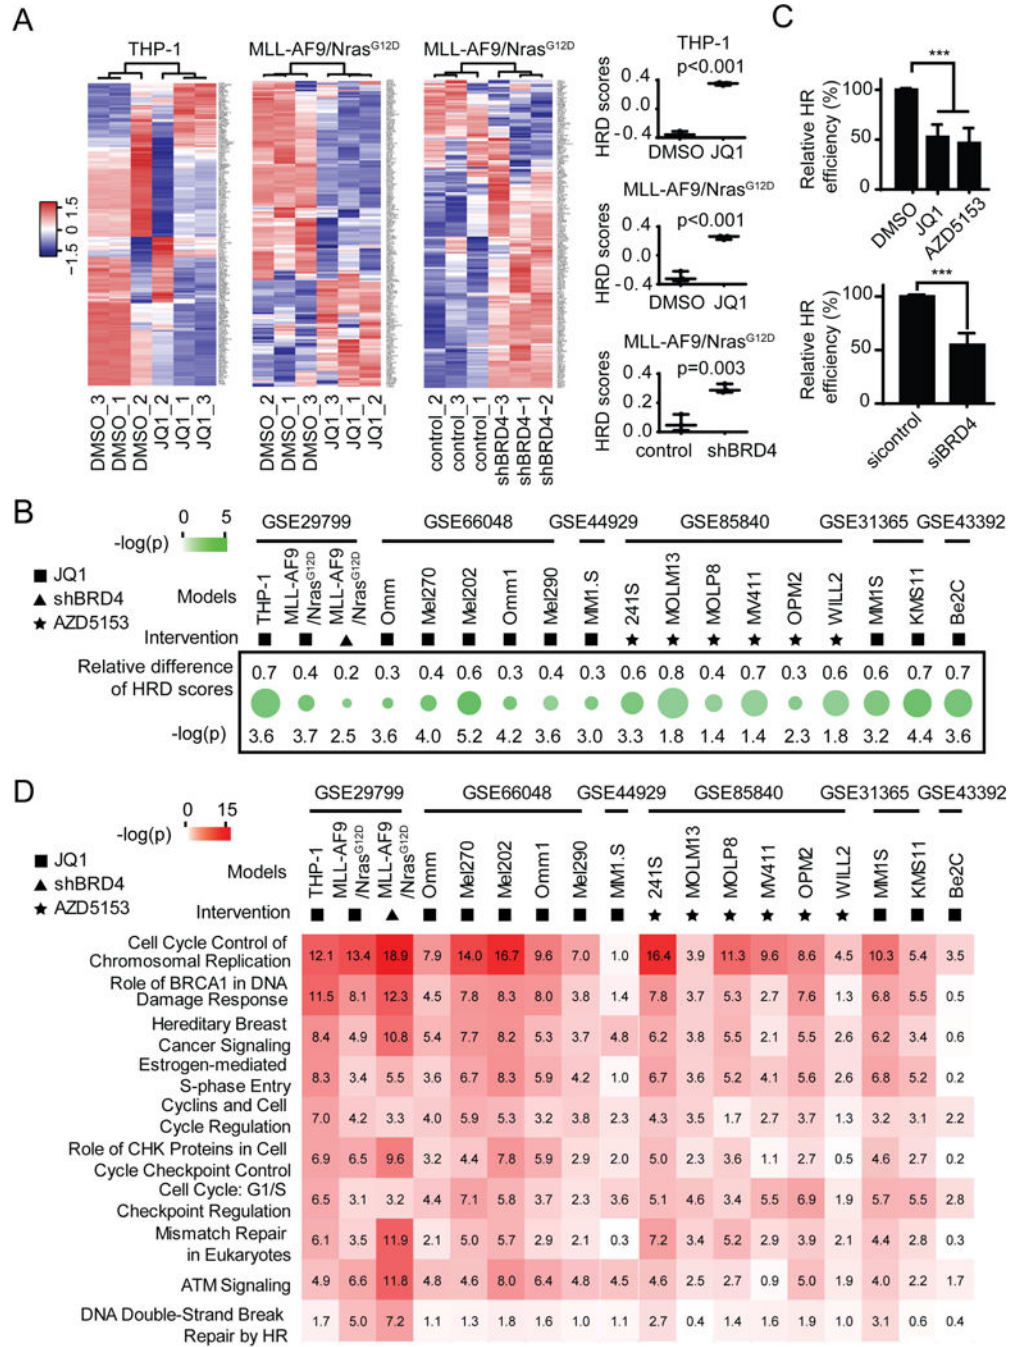 A
THP-1
MLL-AF9/NrasG12D
MLL-AF9/NrasG12D
1.5
0
−1.5
DMSO_3
DMSO_1
DMSO_2
JQ1_2
JQ1_1
JQ1_3
DMSO_2
DMSO_1
DMSO_3
JQ1_3
JQ1_1
JQ1_2
control_2
control_3
control_1
shBRD4-3
shBRD4-1
shBRD4-2
THP-1
p<0.001
HRD scores
0.4
0.0
-0.4
DMSO JQ1
MLL-AF9/NrasG12D
p<0.001
HRD scores
0.4
0.0
-0.4
DMSO JQ1
MLL-AF9/NrasG12D
p=0.003
HRD scores
0.4
0.2
0.0
control shBRD4
C
***
Relative HR
efficiency (%)
100
50
0
DMSO
JQ1
AZD5153
***
Relative HR
efficiency (%)
100
50
0
sicontrol
siBRD4
B
0 5
-log(p)
GSE29799 GSE66048 GSE44929 GSE85840 GSE31365 GSE43392
JQ1
shBRD4
AZD5153
Models
THP-1
MLL-AF9
/NrasG12D
MLL-AF9
/NrasG12D
Omm
Mel270
Mel202
Omm1
Mel290
MM1.S
241S
MOLM13
MOLP8
MV411
OPM2
WILL2
MM1S
KMS11
Be2C
Intervention
Relative difference
of HRD scores
0.7 0.4 0.2 0.3 0.4 0.6 0.3 0.4 0.3 0.6 0.8 0.4 0.7 0.3 0.6 0.6 0.7 0.7
-log(p) 3.6 3.7 2.5 3.6 4.0 5.2 4.2 3.6 3.0 3.3 1.8 1.4 1.4 2.3 1.8 3.2 4.4 3.6
D
0 15
-log(p)
GSE29799 GSE66048 GSE44929 GSE85840 GSE31365 GSE43392
JQ1
shBRD4
AZD5153
Models
THP-1
MLL-AF9
/NrasG12D
MLL-AF9
/NrasG12D
Omm
Mel270
Mel202
Omm1
Mel290
MM1.S
241S
MOLM13
MOLP8
MV411
OPM2
WILL2
MM1S
KMS11
Be2C
Intervention
Cell Cycle Control of
Chromosomal Replication
12.1 13.4 18.9 7.9 14.0 16.7 9.6 7.0 1.0 16.4 3.9 11.3 9.6 8.6 4.5 10.3 5.4 3.5
Role of BRCA1 in DNA
Damage Response
11.5 8.1 12.3 4.5 7.8 8.3 8.0 3.8 1.4 7.8 3.7 5.3 2.7 7.6 1.3 6.8 5.5 0.5
Hereditary Breast
Cancer Signaling
8.4 4.9 10.8 5.4 7.7 8.2 5.3 3.7 4.8 6.2 3.8 5.5 2.1 5.5 2.6 5.8 3.2 0.6
Estrogen-mediated
S-phase Entry
8.3 3.4 5.5 3.6 6.7 8.3 5.9 4.2 1.0 6.7 3.6 5.2 4.1 5.6 2.6 6.8 5.2 0.2
Cyclins and Cell
Cycle Regulation
7.0 4.2 3.3 4.0 5.9 5.3 3.2 3.8 2.3 4.3 3.5 1.7 2.7 3.7 1.3 3.2 3.1 2.2
Role of CHK Proteins in Cell
Cycle Checkpoint Control
6.9 6.5 9.6 3.2 4.4 7.8 5.9 2.9 2.0 5.0 2.3 3.6 1.1 2.7 0.5 4.6 2.7 0.2
Cell Cycle: G1/S
Checkpoint Regulation
6.5 3.1 3.2 4.4 7.1 5.8 3.7 2.3 3.6 5.1 4.6 3.4 5.5 6.9 1.9 5.7 5.5 2.8
Mismatch Repair
in Eukaryotes
6.1 3.5 11.9 2.1 5.0 5.7 2.9 2.1 0.3 7.2 3.4 5.2 2.9 3.9 2.1 4.4 2.8 0.3
ATM Signaling
4.9 6.6 11.8 4.8 4.6 8.0 6.4 4.8 4.5 4.6 2.5 2.7 0.9 5.0 1.9 4.0 2.2 1.7
DNA Double-Strand Break
Repair by HR
1.7 5.0 7.2 1.1 1.3 1.8 1.6 1.0 1.1 2.7 0.4 1.4 1.6 1.9 1.0 3.1 0.6 0.4